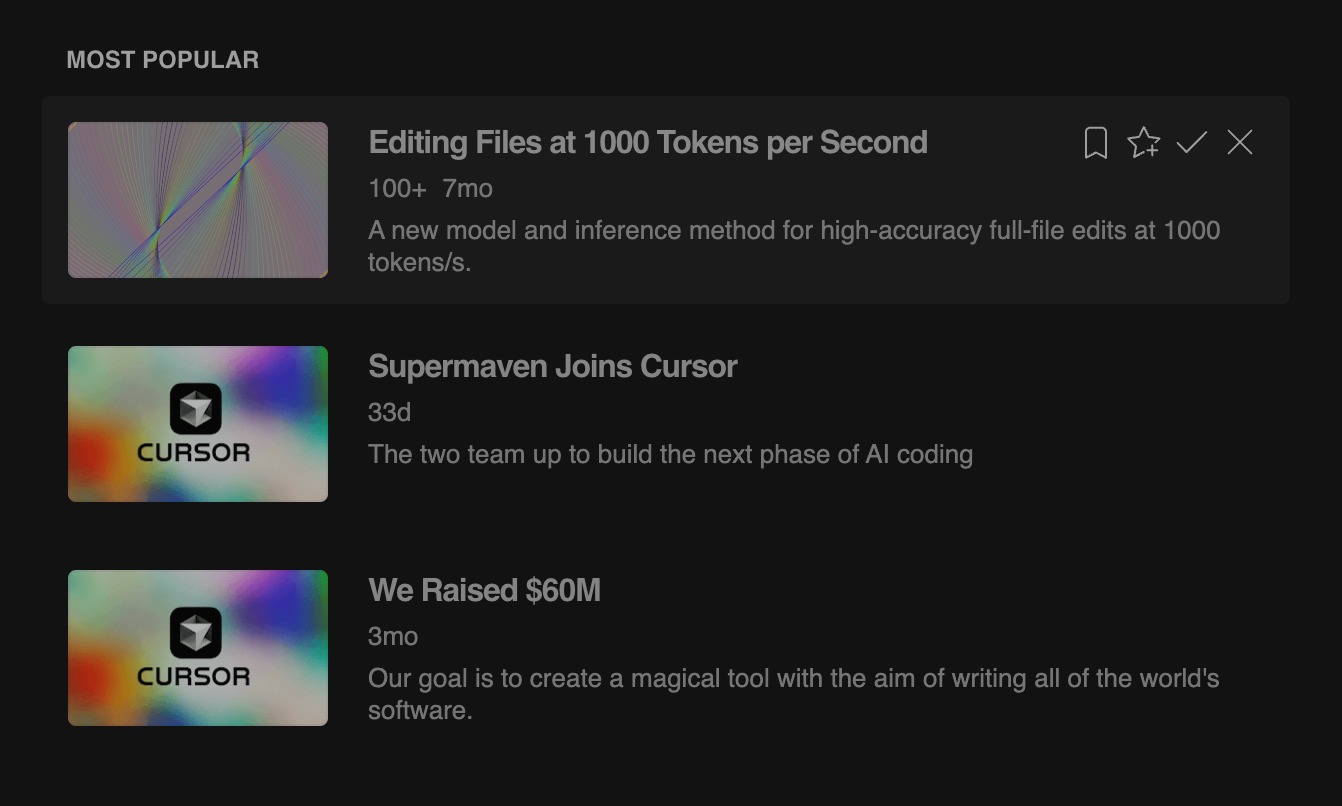 MOST POPULAR
Editing Files at 1000 Tokens per Second
100+ 7mo
A new model and inference method for high-accuracy full-file edits at 1000
tokens/s.
CURSOR
Supermaven Joins Cursor
33d
The two team up to build the next phase of AI coding
CURSOR
We Raised $60M
3mo
Our goal is to create a magical tool with the aim of writing all of the world's
software.